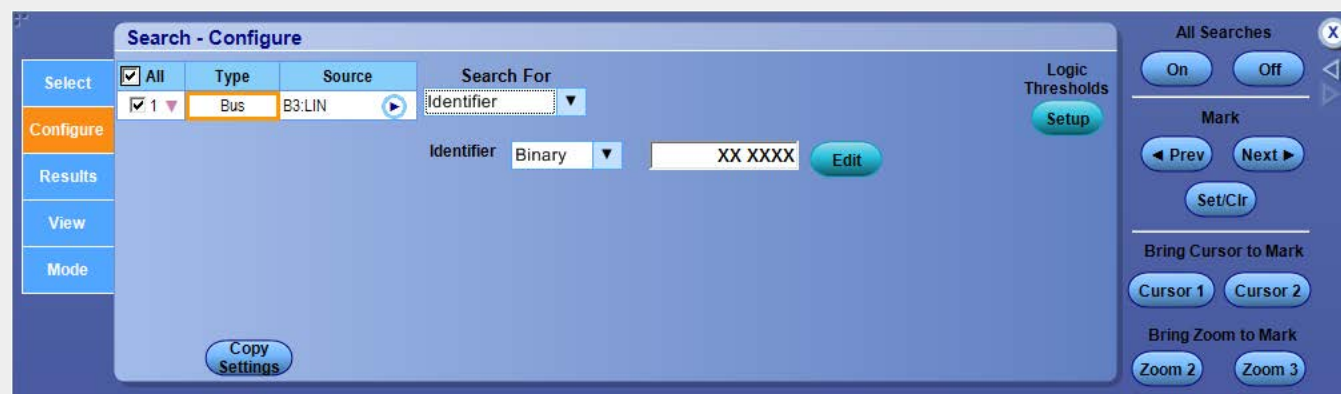 Search - Configure
Select
Configure
Results
View
Mode
All Type Source
1 Bus B3:LIN
Search For
Identifier
Identifier Binary XX XXXX Edit
Logic
Thresholds
Setup
Copy
Settings
All Searches
On Off
X
Mark
◄ Prev Next ►
Set/Clr
Bring Cursor to Mark
Cursor 1 Cursor 2
Bring Zoom to Mark
Zoom 2 Zoom 3